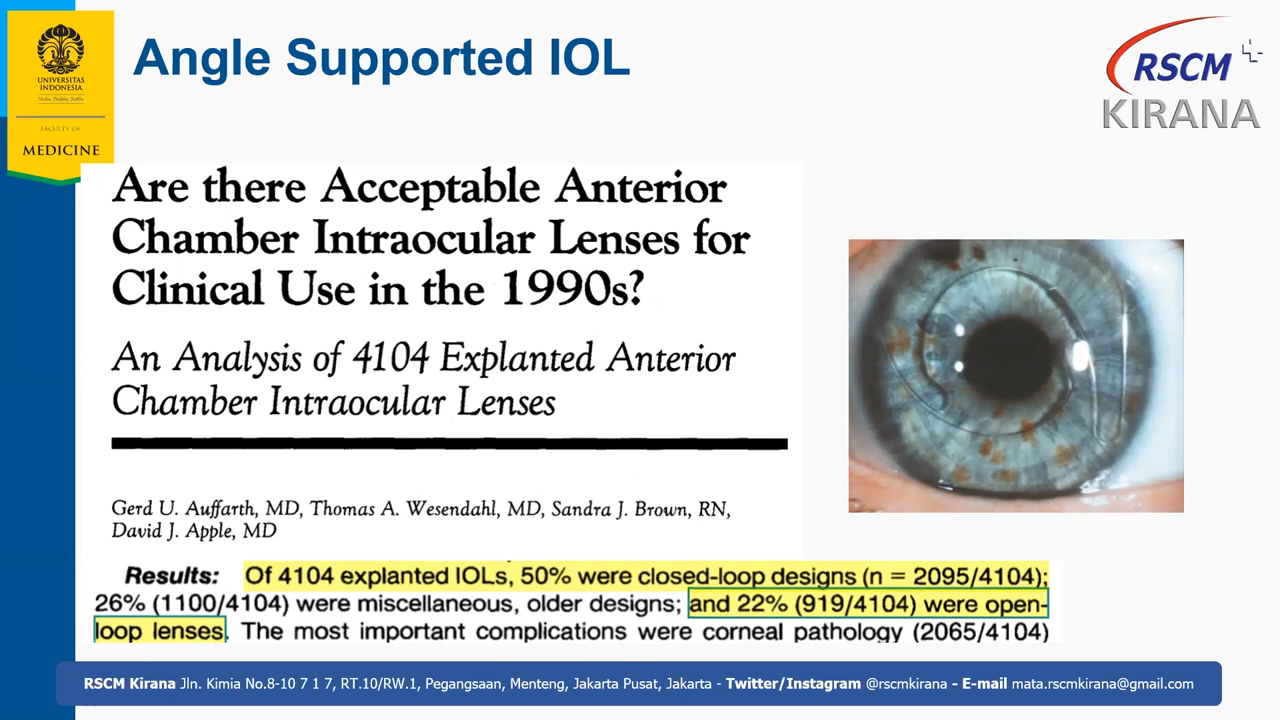 Angle Supported IOL
UNIVERSITAS
INDONESIA
Veritas, Probitas, Iustitia
FACULTY OF
MEDICINE
RSCM
KIRANA
Are there Acceptable Anterior
Chamber Intraocular Lenses for
Clinical Use in the 1990s?
An Analysis of 4104 Explanted Anterior
Chamber Intraocular Lenses
Gerd U. Auffarth, MD, Thomas A. Wesendahl, MD, Sandra J. Brown, RN,
David J. Apple, MD
Results: Of 4104 explanted IOLs, 50% were closed-loop designs (n = 2095/4104);
26% (1100/4104) were miscellaneous, older designs; and 22% (919/4104) were open-
loop lenses. The most important complications were corneal pathology (2065/4104)
RSCM Kirana Jln. Kimia No.8-10 7 1 7, RT.10/RW.1, Pegangsaan, Menteng, Jakarta Pusat, Jakarta - Twitter/Instagram @rscmkirana - E-mail mata.rscmkirana@gmail.com